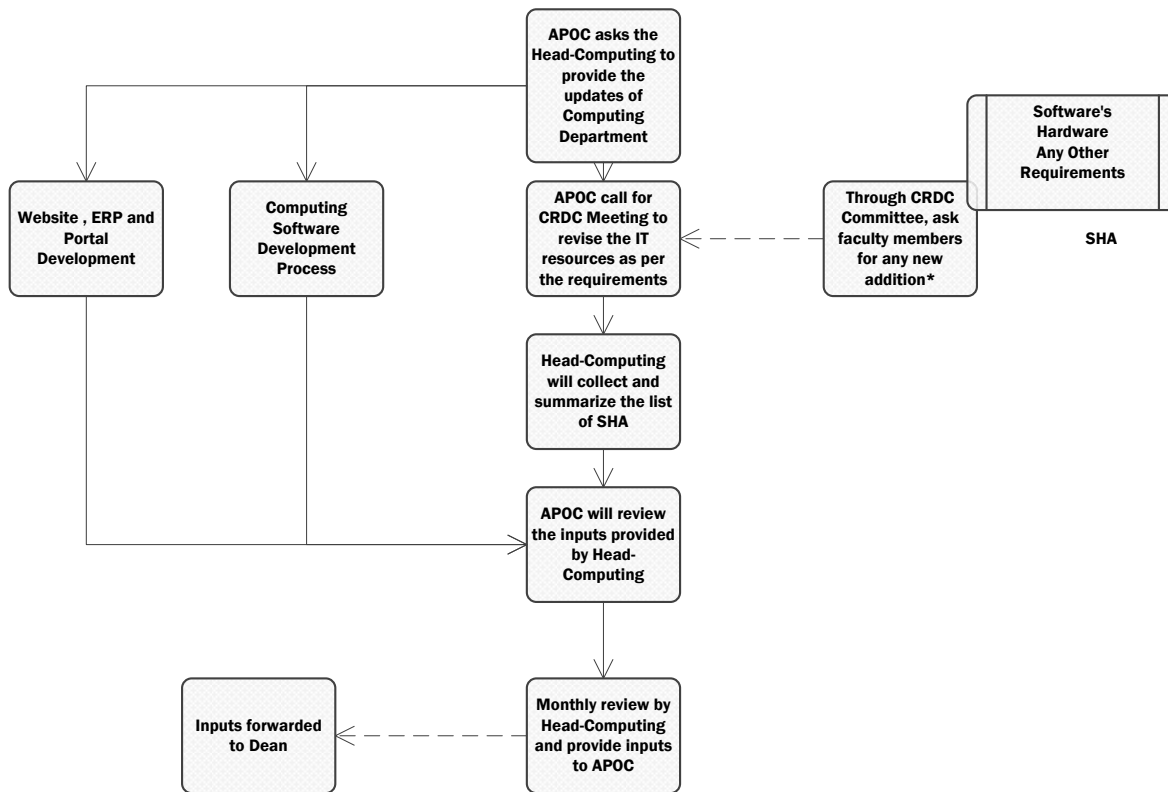 APOC asks the
Head-Computing to
provide the
updates of
Computing
Department
Software's
Hardware
Any Other
Requirements
SHA
Website , ERP and
Portal
Development
Computing
Software
Development
Process
APOC call for
CRDC Meeting to
revise the IT
resources as per
the requirements
Through CRDC
Committee, ask
faculty members
for any new
addition*
Head-Computing
will collect and
summarize the list
of SHA
APOC will review
the inputs provided
by Head-
Computing
Inputs forwarded
to Dean
Monthly review by
Head-Computing
and provide inputs
to APOC